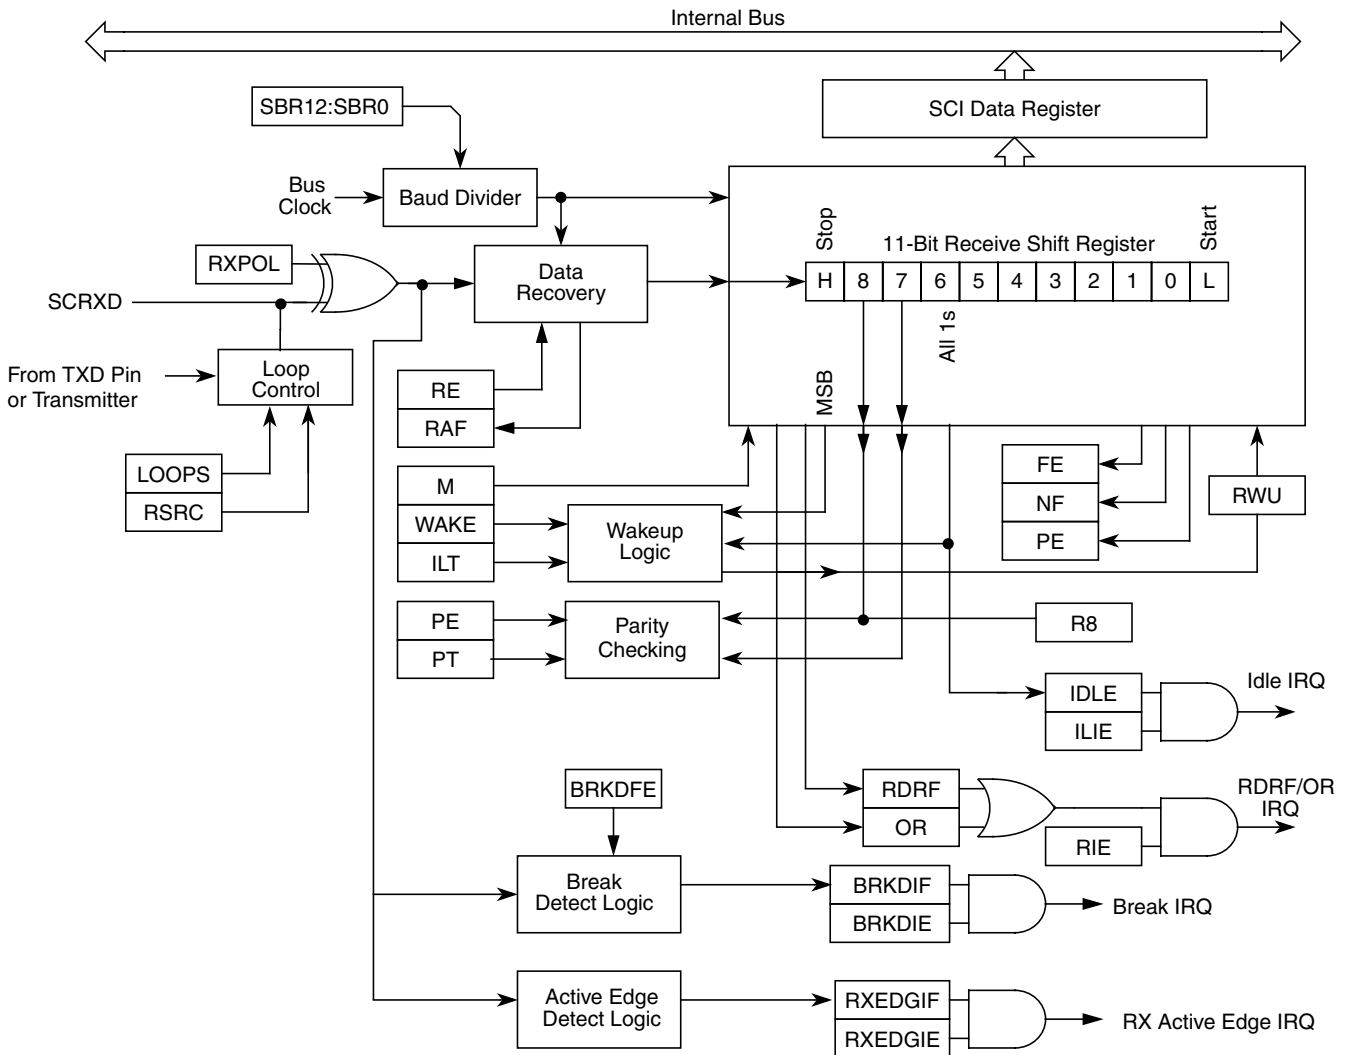 Internal Bus
SBR12:SBR0
SCI Data Register
Bus
Clock
Baud Divider
Stop
11-Bit Receive Shift Register
Start
RXPOL
Data
Recovery
H 8 7 6 5 4 3 2 1 0 L
SCRXD
All 1s
From TXD Pin
or Transmitter
Loop
Control
RE
RAF
MSB
LOOPS
RSRC
M
WAKE
ILT
Wakeup
Logic
FE
NF
PE
RWU
PE
PT
Parity
Checking
R8
IDLE
ILIE
Idle IRQ
BRKDFE
RDRF
OR
RIE
RDRF/OR
IRQ
Break
Detect Logic
BRKDIF
BRKDIE
Break IRQ
Active Edge
Detect Logic
RXEDGIF
RXEDGIE
RX Active Edge IRQ